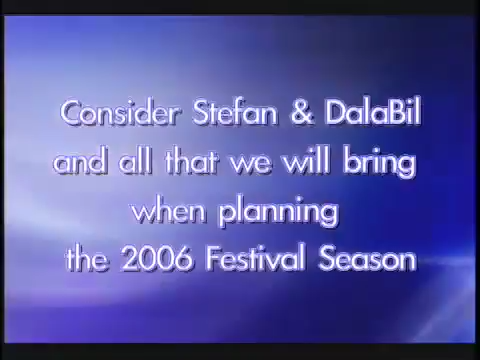 Consider Stefan & DalaBil
and all that we will bring
when planning
the 2006 Festival Season